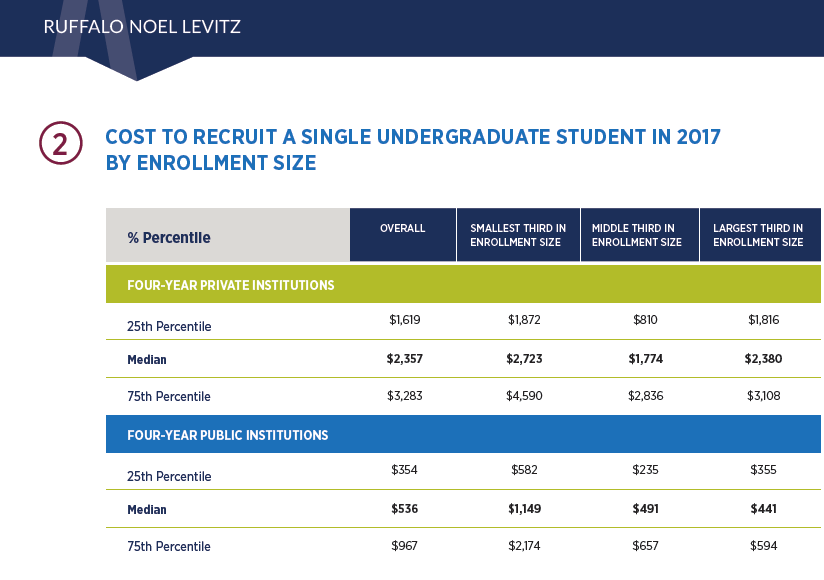 RUFFALO NOEL LEVITZ
2
COST TO RECRUIT A SINGLE UNDERGRADUATE STUDENT IN 2017
BY ENROLLMENT SIZE
% Percentile OVERALL SMALLEST THIRD IN ENROLLMENT SIZE MIDDLE THIRD IN ENROLLMENT SIZE LARGEST THIRD IN ENROLLMENT SIZE
FOUR-YEAR PRIVATE INSTITUTIONS
25th Percentile $1,619 $1,872 $810 $1,816
Median $2,357 $2,723 $1,774 $2,380
75th Percentile $3,283 $4,590 $2,836 $3,108
FOUR-YEAR PUBLIC INSTITUTIONS
25th Percentile $354 $582 $235 $355
Median $536 $1,149 $491 $441
75th Percentile $967 $2,174 $657 $594